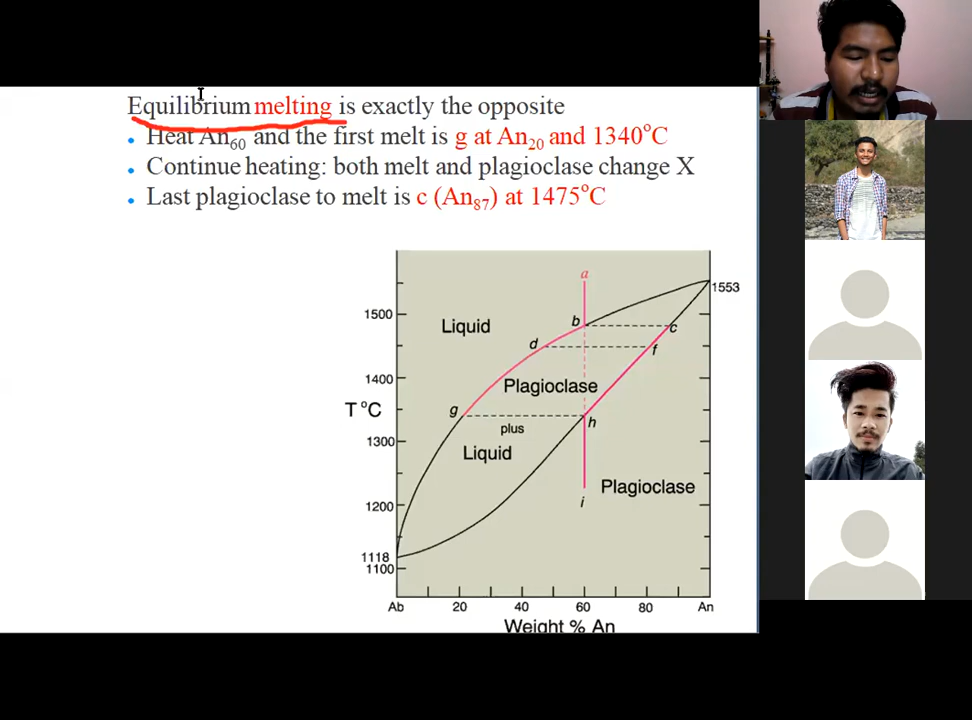 Equilibrium melting is exactly the opposite
• Heat An60 and the first melt is g at An20 and 1340°C
• Continue heating: both melt and plagioclase change X
• Last plagioclase to melt is c (An87) at 1475°C
a
1553
1500
Liquid
b
c
d
f
1400
Plagioclase
T °C
g
h
plus
1300
Liquid
Plagioclase
i
1200
1118
1100
Ab 20 40 60 80 An
Weight % An